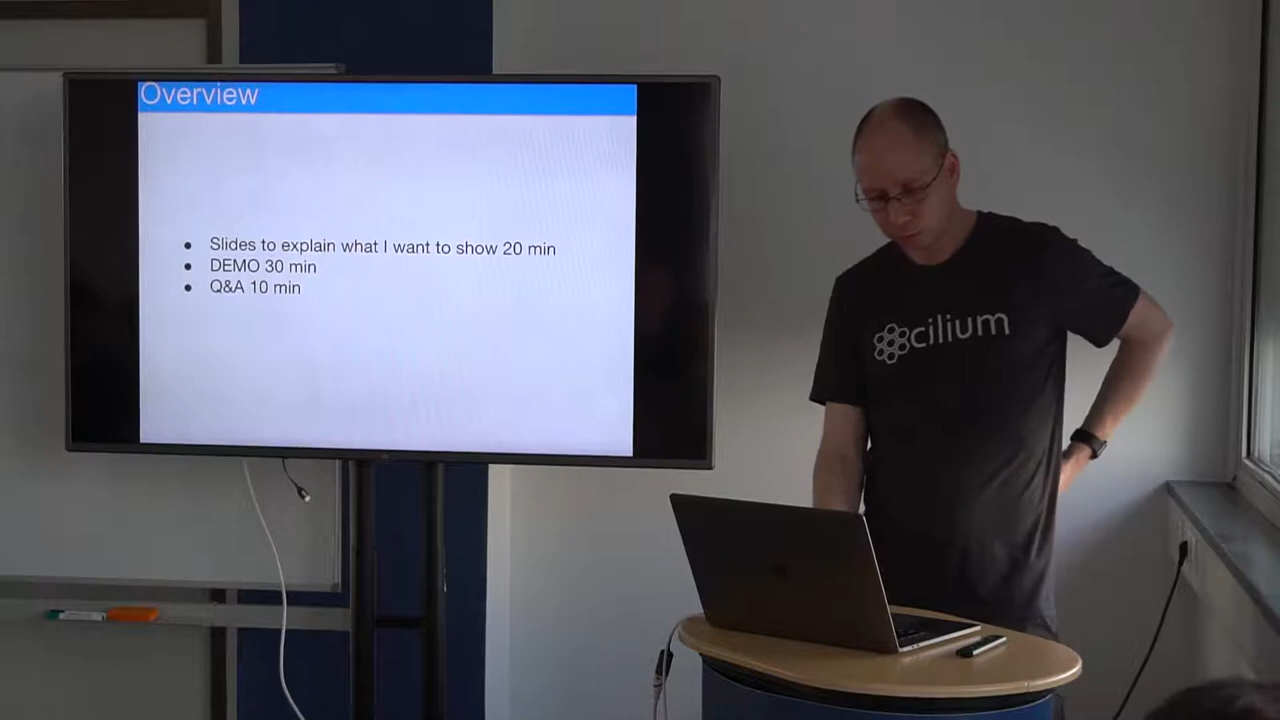 Overview
● Slides to explain what I want to show 20 min
● DEMO 30 min
● Q&A 10 min
cilium